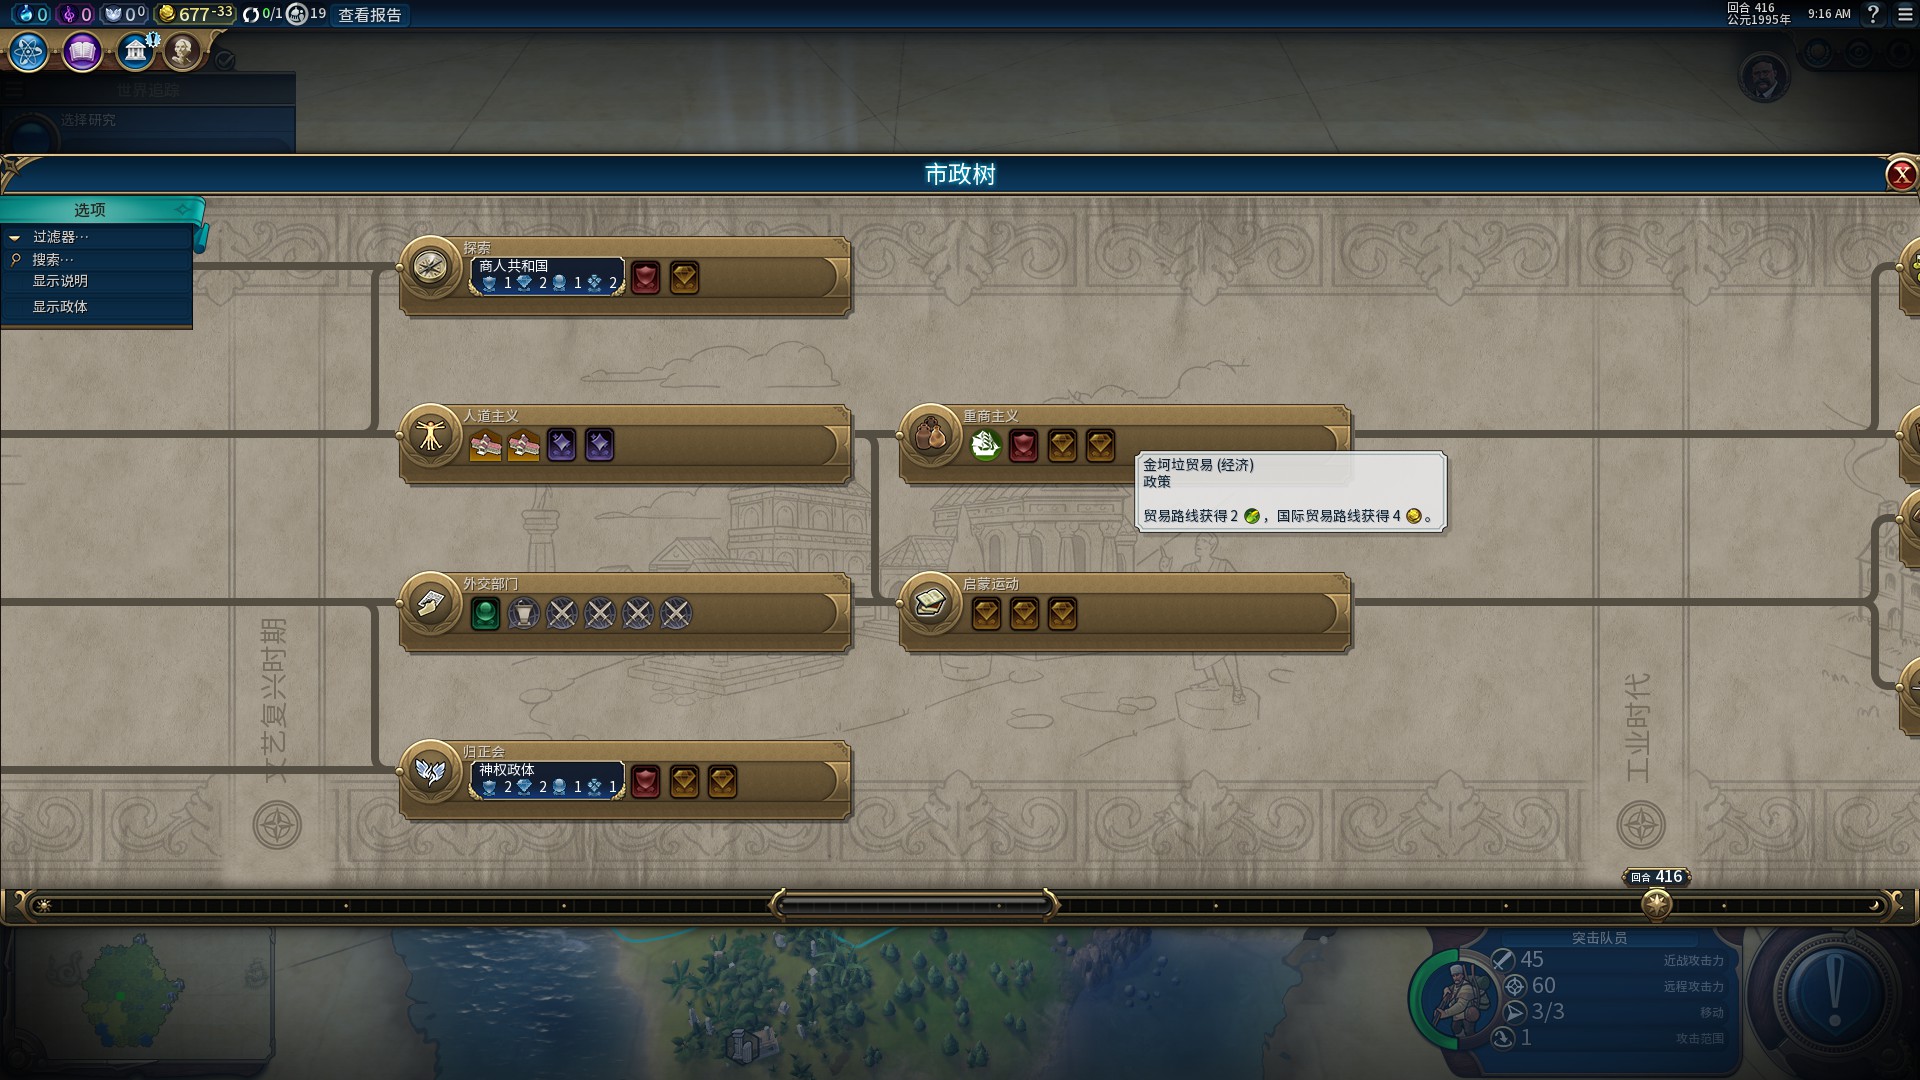 0 0 0 0 677 -33 0/1 19 查看报告
回合 416
公元1995年
9:16 AM ?
世界追踪
选择研究
市政树
X
选项
过滤器…
搜索…
显示说明
显示政体
探索
商人共和国
1 2 1 2
人道主义
重商主义
金坷垃贸易 (经济)
政策
贸易路线获得2 ，国际贸易路线获得4 。
外交部门
启蒙运动
文艺复兴时期
工业时代
归正会
神权政体
2 2 1 1
回合 416
突击队员
45 近战攻击力
60 远程攻击力
3/3 移动
1 攻击范围